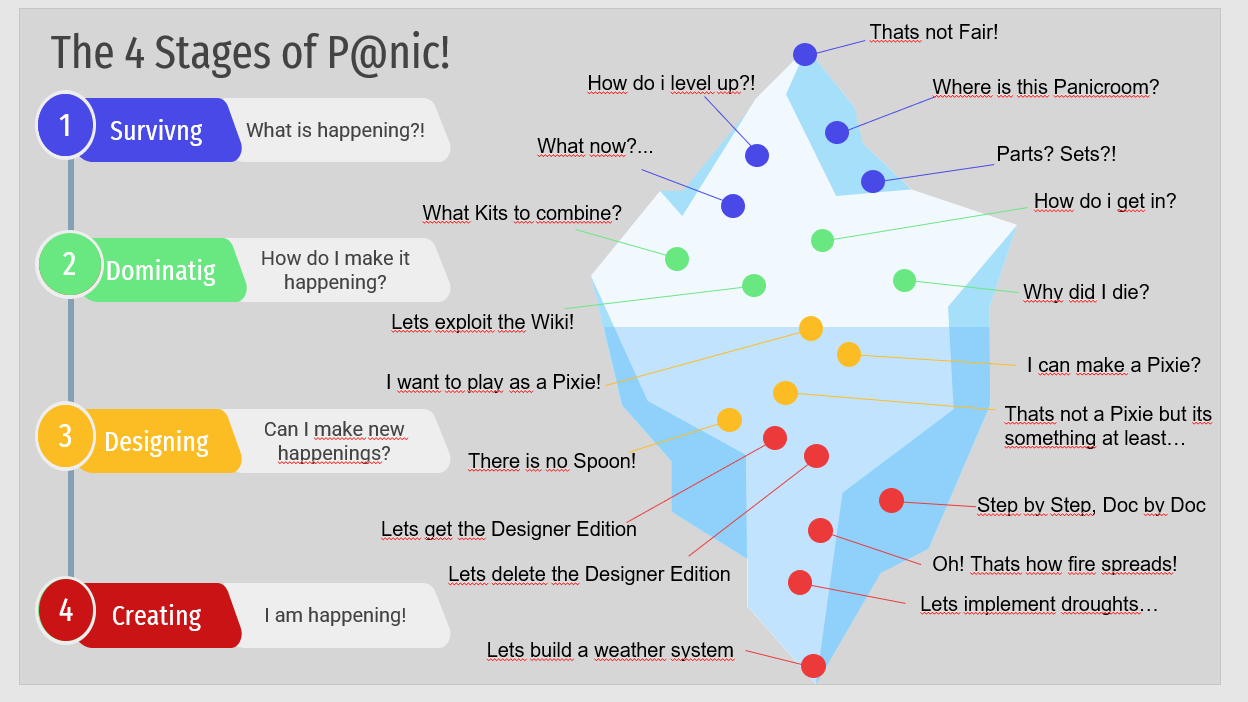 The 4 Stages of P@nic!
1
Survivng
What is happening?!
2
Dominatig
How do I make it
happening?
3
Designing
Can I make new
happenings?
4
Creating
I am happening!
Thats not Fair!
How do i level up?!
Where is this Panicroom?
What now?...
Parts? Sets?!
What Kits to combine?
How do i get in?
Why did I die?
Lets exploit the Wiki!
I want to play as a Pixie!
I can make a Pixie?
Thats not a Pixie but its
something at least…
There is no Spoon!
Lets get the Designer Edition
Step by Step, Doc by Doc
Lets delete the Designer Edition
Oh! Thats how fire spreads!
Lets implement droughts…
Lets build a weather system